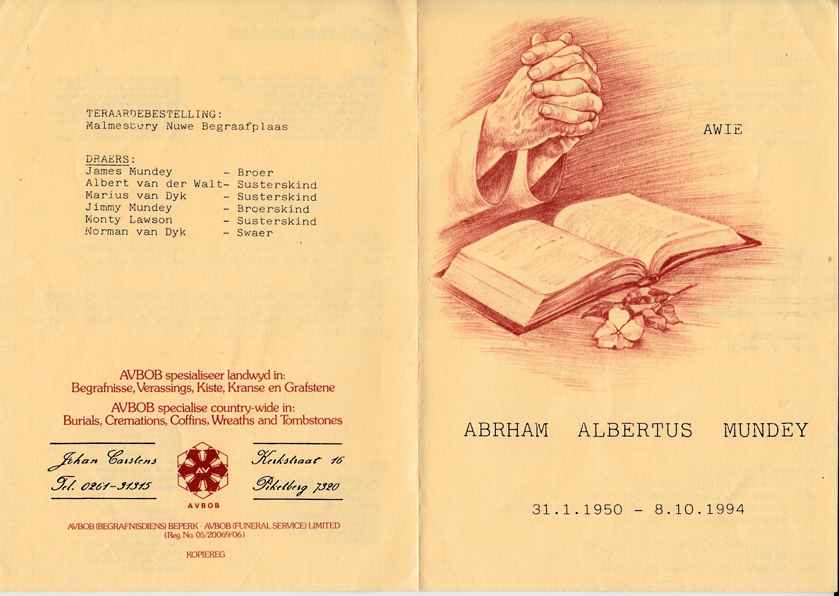 TERAARDEBESTELLING:
Malmesbury Nuwe Begraafplaas
DRAERS:
James Mundey - Broer
Albert van der Walt- Susterskind
Marius van Dyk - Susterskind
Jimmy Mundey - Broerskind
Monty Lawson - Susterskind
Norman van Dyk - Swaer
AVBOB spesialiseer landwyd in:
Begrafnisse, Verassings, Kiste, Kranse en Grafstene
AVBOB specialise country-wide in:
Burials, Cremations, Coffins, Wreaths and Tombstones
Johan Carstens
Tel. 0261-31315
AV
AVBOB
Kerkstraat 16
Piketberg 7320
AVBOB (BEGRAFNISDIENS) BEPERK · AVBOB (FUNERAL SERVICE) LIMITED
(Reg. No. 05/20069/06)
KOPIEREG
AWIE
ABRHAM ALBERTUS MUNDEY
31.1.1950 - 8.10.1994